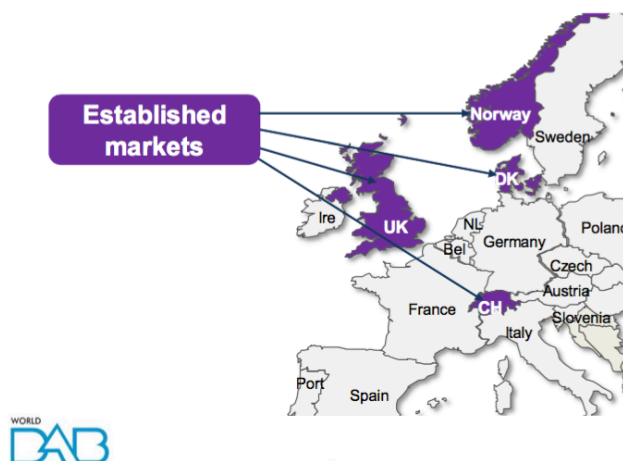 Established
markets
Norway
Sweden
DK
Ire
UK
NL
Poland
Bel
Germany
Czech
Austria
France
CH
Slovenia
Italy
Port
Spain
WORLD
DAB